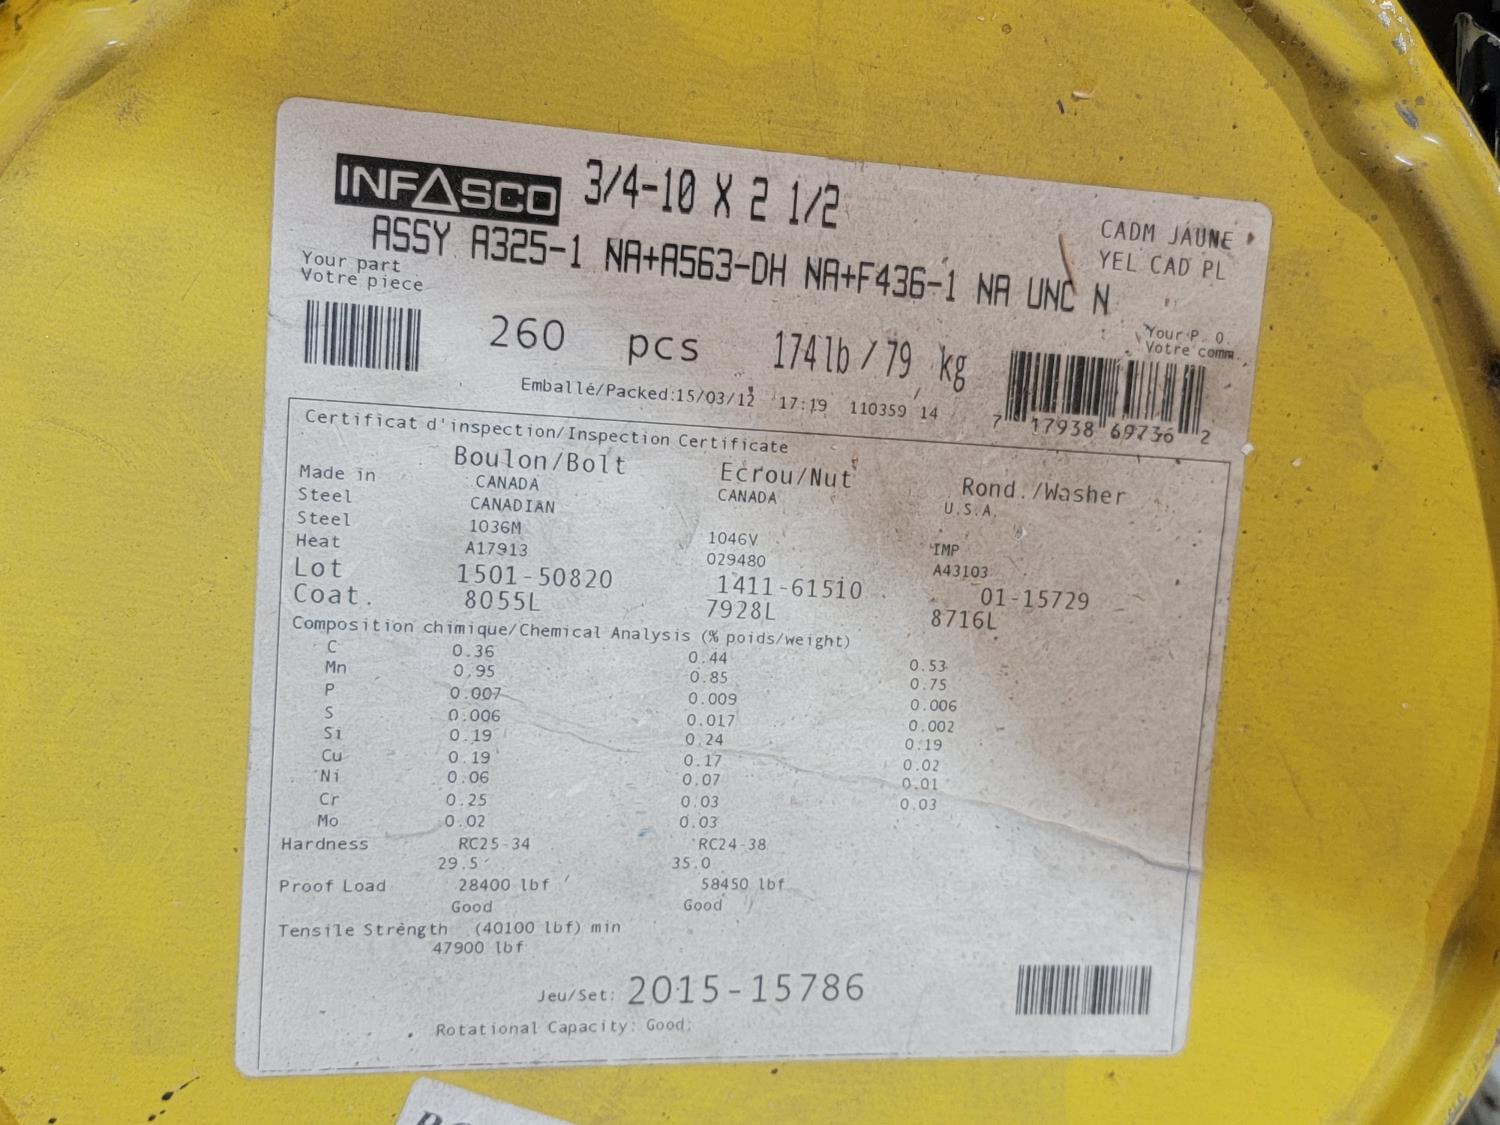 INFASCO 3/4-10 X 2 1/2
CADM JAUNE
YEL CAD PL
ASSY A325-1 NA+A563-DH NA+F436-1 NA UNC N
Your part
Votre piece
260 pcs 174lb / 79 kg
Your P. O.
Votre comm.
Emballé/Packed:15/03/12 17:19 110359 14
7 17938 69736 2
Certificat d'inspection/Inspection Certificate
Boulon/Bolt Ecrou/Nut Rond./Washer
Made in CANADA CANADA U.S.A.
Steel CANADIAN
Steel 1036M 1046V IMP
Heat A17913 029480 A43103
Lot 1501-50820 1411-61510 01-15729
Coat. 8055L 7928L 8716L
Composition chimique/Chemical Analysis (% poids/weight)
C 0.36 0.44 0.53
Mn 0.95 0.85 0.75
P 0.007 0.009 0.006
S 0.006 0.017 0.002
Si 0.19 0.24 0.19
Cu 0.19 0.17 0.02
Ni 0.06 0.07 0.01
Cr 0.25 0.03 0.03
Mo 0.02 0.03
Hardness RC25-34 RC24-38
29.5 35.0
Proof Load 28400 lbf 58450 lbf
Good Good
Tensile Strength (40100 lbf) min
47900 lbf
Jeu/Set: 2015-15786
Rotational Capacity: Good.